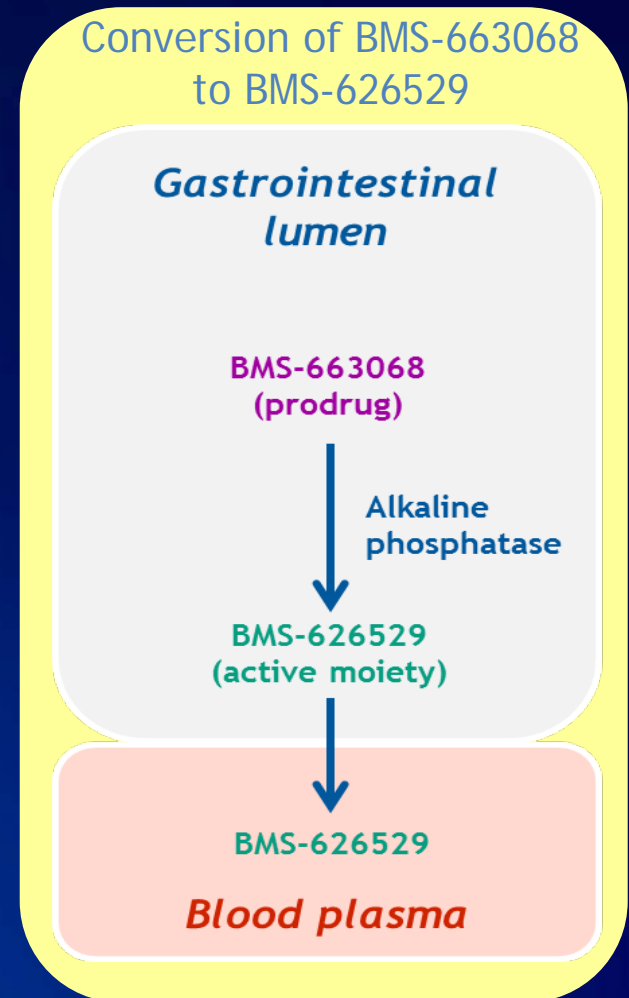 Conversion of BMS-663068
to BMS-626529
Gastrointestinal
lumen
BMS-663068
(prodrug)
Alkaline
phosphatase
BMS-626529
(active moiety)
BMS-626529
Blood plasma